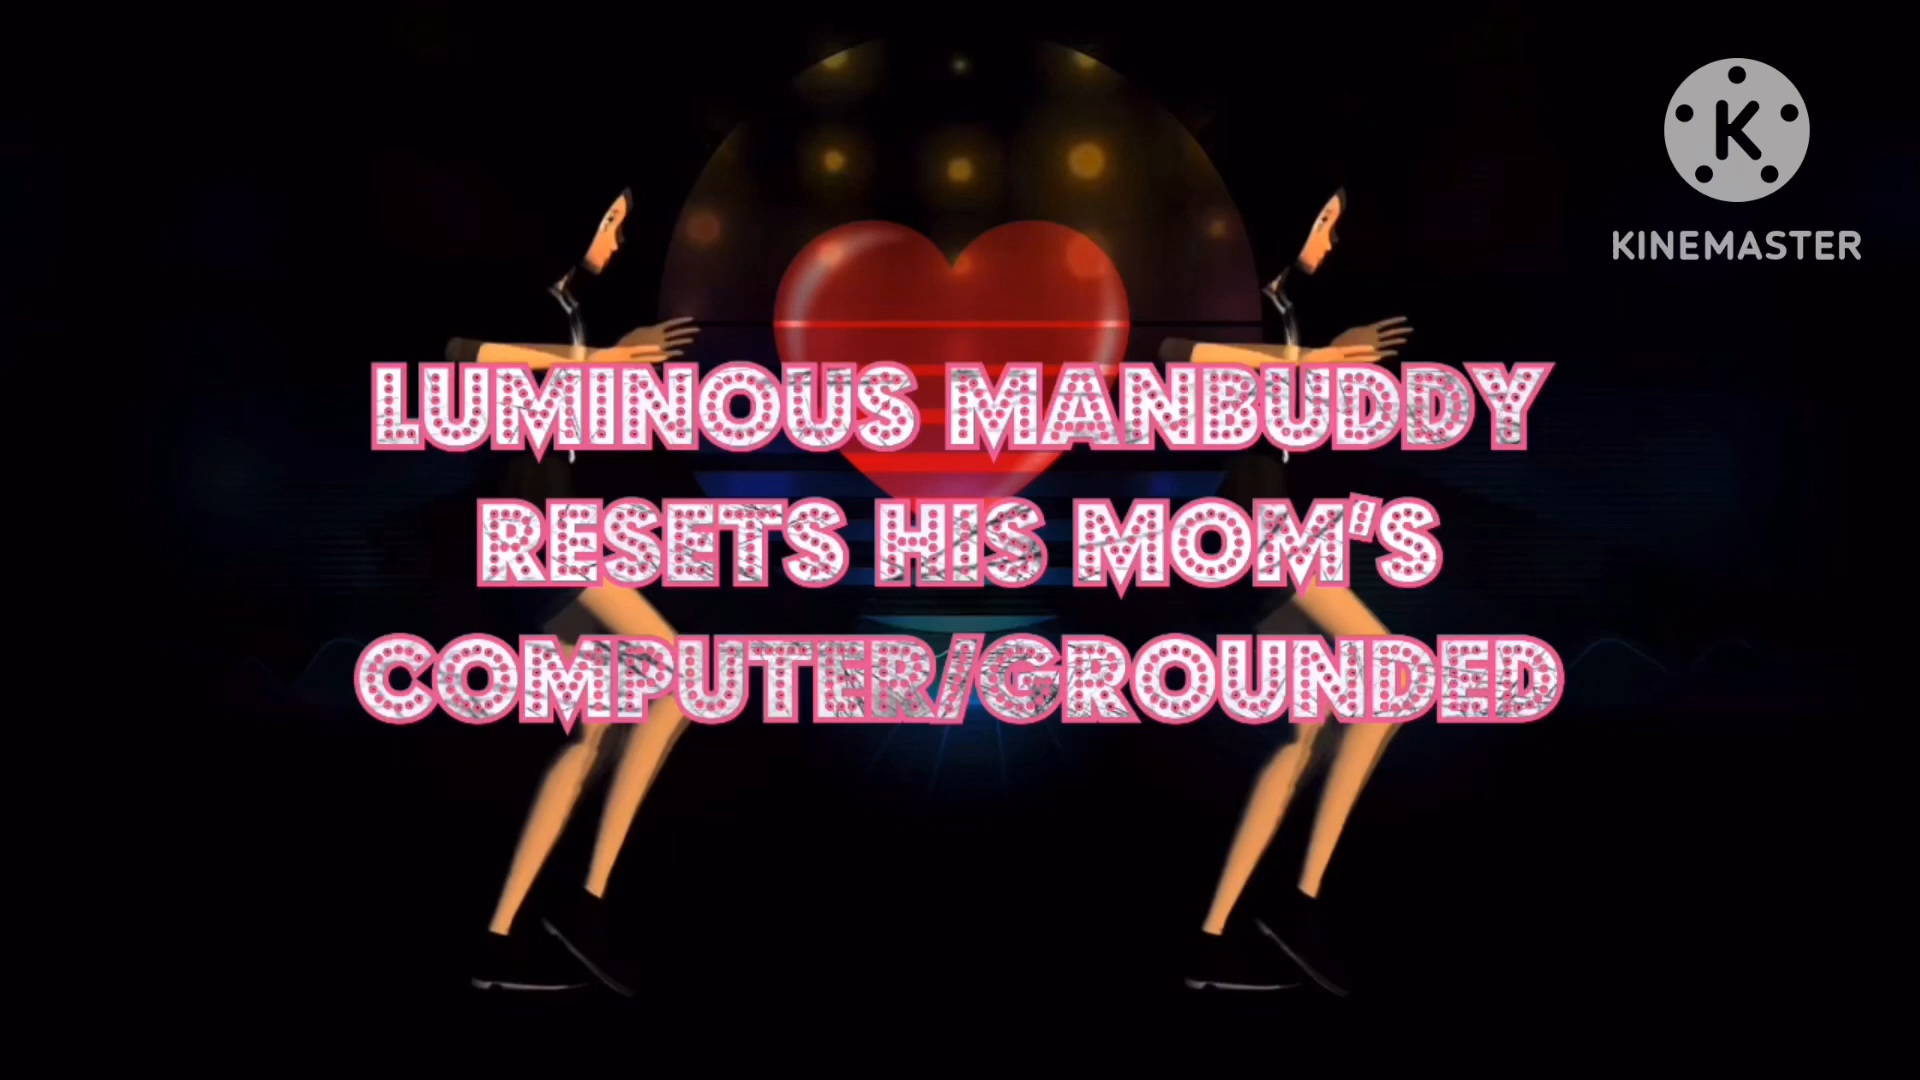 K
KINEMASTER
LUMINOUS MANBUDDY
RESETS HIS MOM'S
COMPUTER/GROUNDED